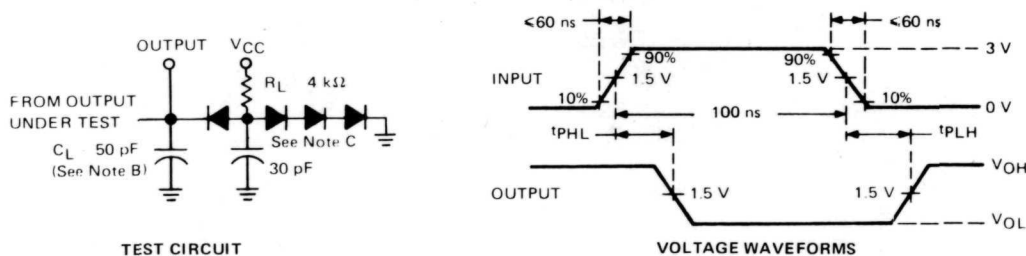 OUTPUT
VCC
RL 4 kΩ
FROM OUTPUT
UNDER TEST
See Note C
CL 50 pF
(See Note B)
30 pF
TEST CIRCUIT
≤60 ns
≤60 ns
3 V
90%
90%
INPUT
1.5 V
1.5 V
10%
10%
0 V
100 ns
tPHL
tPLH
VOH
OUTPUT
1.5 V
1.5 V
VOL
VOLTAGE WAVEFORMS